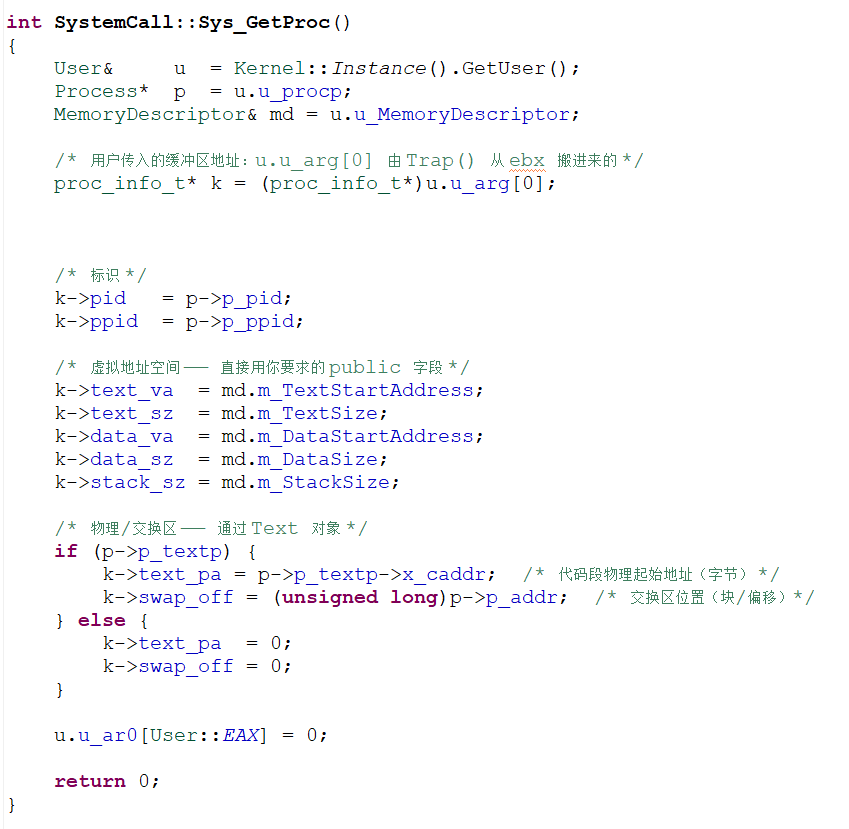 int SystemCall::Sys_GetProc()
{
    User&     u  = Kernel::Instance().GetUser();
    Process*  p  = u.u_procp;
    MemoryDescriptor& md = u.u_MemoryDescriptor;
    /* 用户传入的缓冲区地址：u.u_arg[0] 由 Trap() 从 ebx 搬进来的 */
    proc_info_t* k = (proc_info_t*)u.u_arg[0];
    /* 标识 */
    k->pid   = p->p_pid;
    k->ppid  = p->p_ppid;
    /* 虚拟地址空间 —— 直接用你要求的 public 字段 */
    k->text_va  = md.m_TextStartAddress;
    k->text_sz  = md.m_TextSize;
    k->data_va  = md.m_DataStartAddress;
    k->data_sz  = md.m_DataSize;
    k->stack_sz = md.m_StackSize;
    /* 物理/交换区 —— 通过 Text 对象 */
    if (p->p_textp) {
        k->text_pa = p->p_textp->x_caddr;  /* 代码段物理起始地址（字节） */
        k->swap_off = (unsigned long)p->p_addr;  /* 交换区位置（块/偏移）*/
    } else {
        k->text_pa  = 0;
        k->swap_off = 0;
    }
    u.u_ar0[User::EAX] = 0;
    return 0;
}